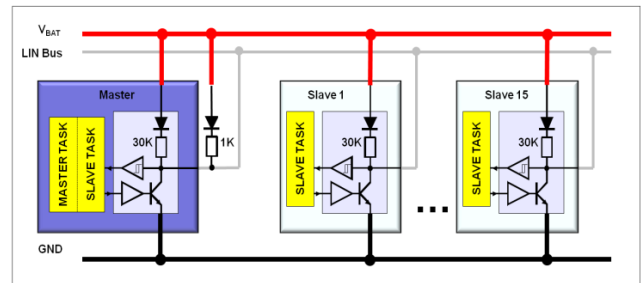 VBAT
LIN Bus
Master
Slave 1
Slave 15
30K
1K
30K
30K
MASTER TASK
SLAVE TASK
SLAVE TASK
SLAVE TASK
...
GND